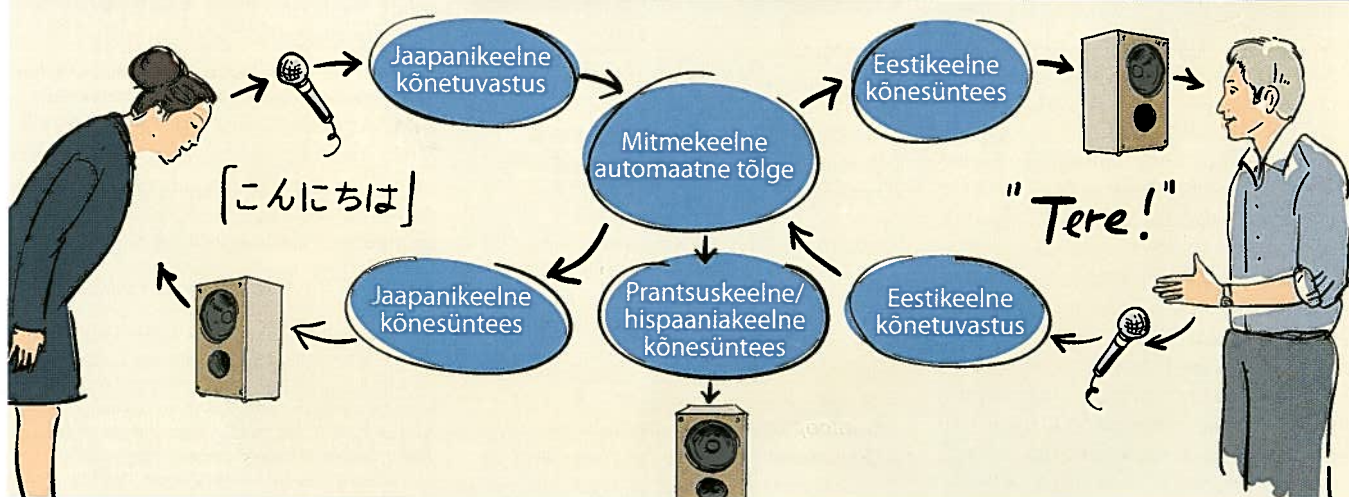 Jaapanikeelne
kõnetuvastus
Mitmekeelne
automaatne tõlge
Eestikeelne
kõnesüntees
[こんにちは]
"Tere!"
Jaapanikeelne
kõnesüntees
Prantsuskeelne/
hispaaniakeelne
kõnesüntees
Eestikeelne
kõnetuvastus